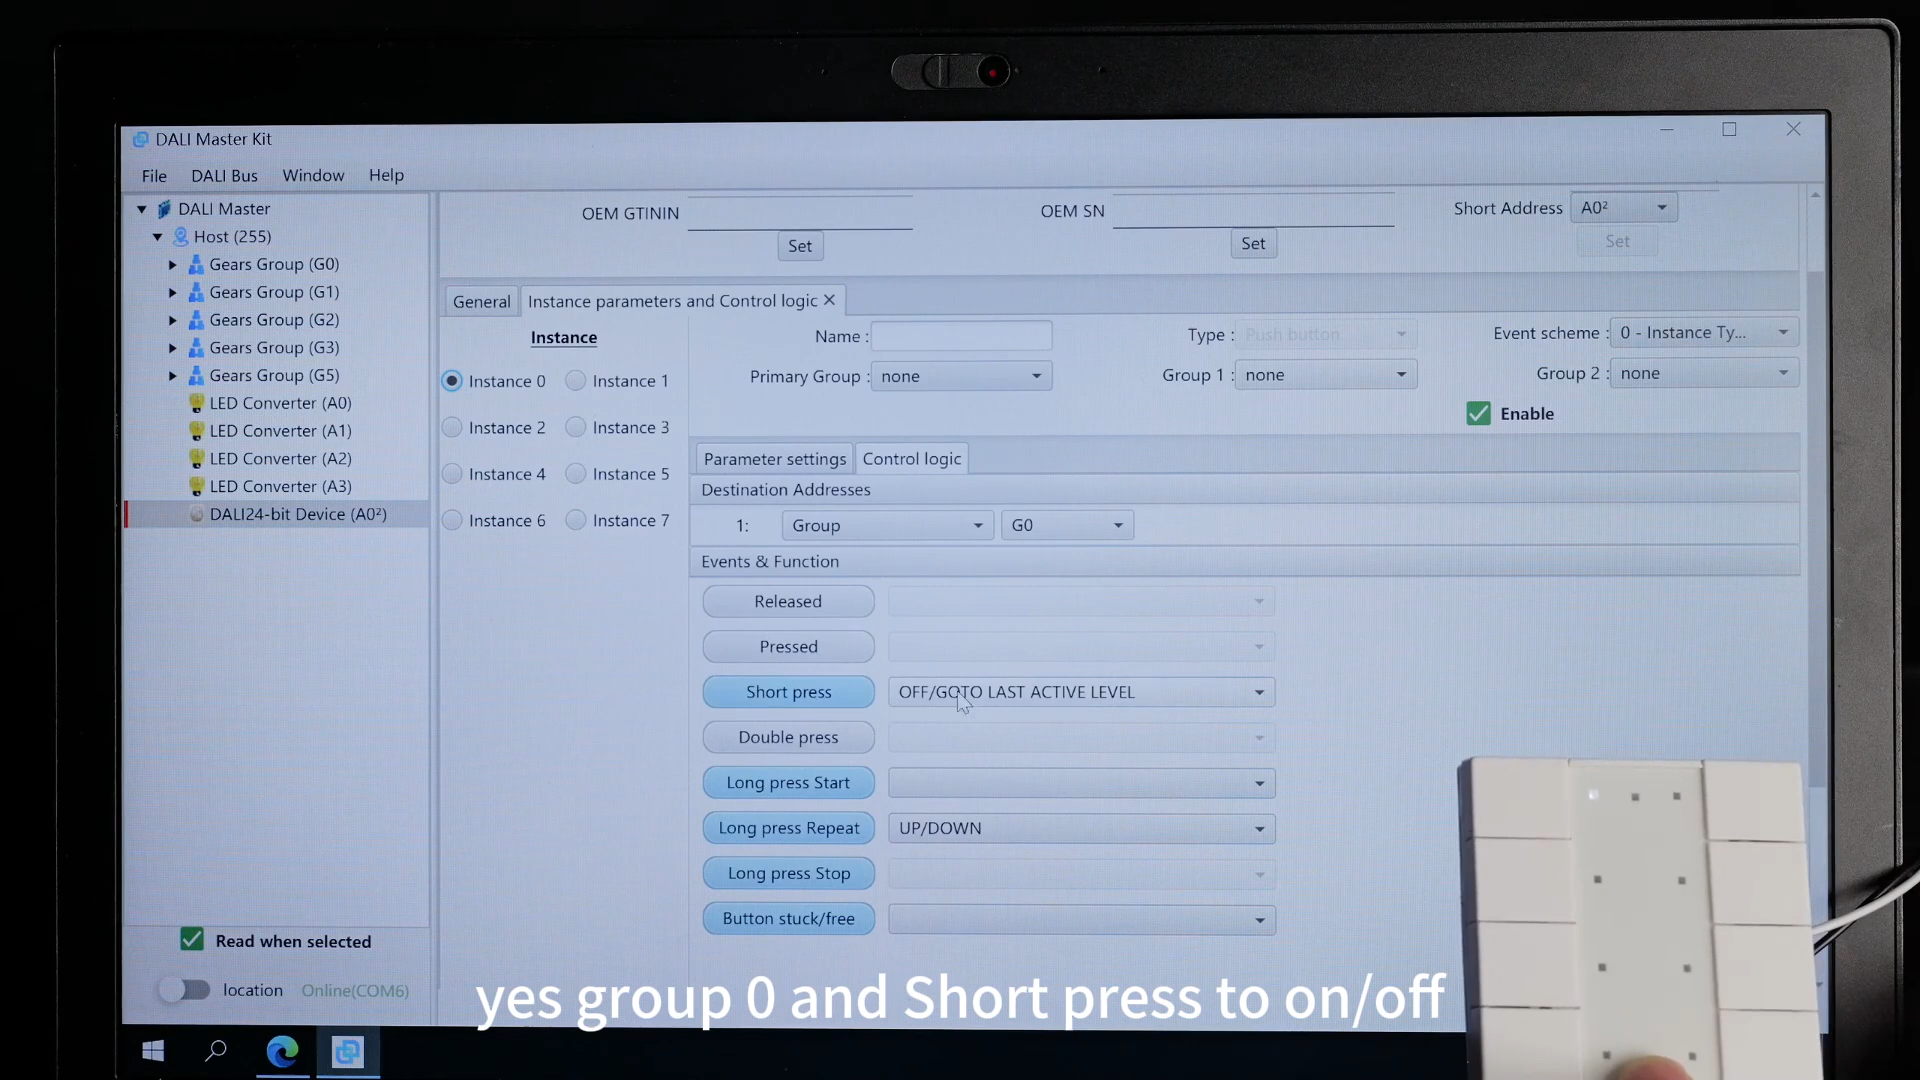 DALI Master Kit
File DALI Bus Window Help
DALI Master
Host (255)
Gears Group (G0)
Gears Group (G1)
Gears Group (G2)
Gears Group (G3)
Gears Group (G5)
LED Converter (A0)
LED Converter (A1)
LED Converter (A2)
LED Converter (A3)
DALI24-bit Device (A0²)
Read when selected
location Online(COM6)
OEM GTININ OEM SN Short Address A0²
Set Set Set
General Instance parameters and Control logic
Instance
Instance 0 Instance 1
Instance 2 Instance 3
Instance 4 Instance 5
Instance 6 Instance 7
Name : Type : Push button Event scheme : 0 - Instance Ty...
Primary Group : none Group 1 : none Group 2 : none
Enable
Parameter settings Control logic
Destination Addresses
1: Group G0
Events & Function
Released
Pressed
Short press OFF/GOTO LAST ACTIVE LEVEL
Double press
Long press Start
Long press Repeat UP/DOWN
Long press Stop
Button stuck/free
yes group 0 and Short press to on/off